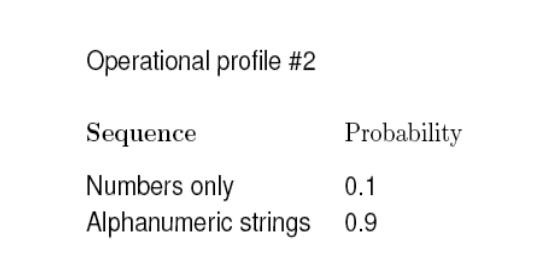 Operational profile #2
Sequence Probability
Numbers only 0.1
Alphanumeric strings 0.9